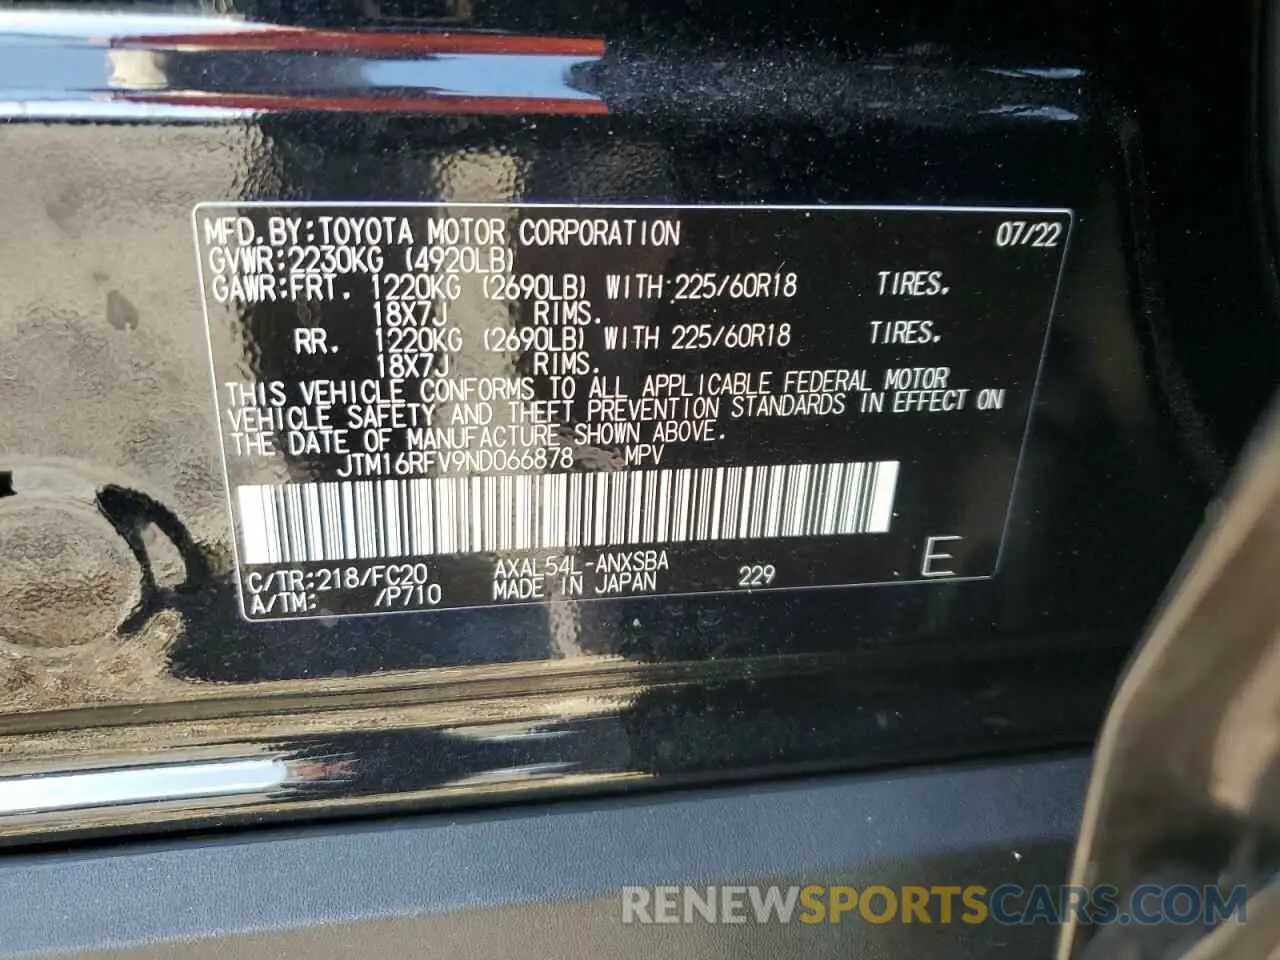 MFD.BY:TOYOTA MOTOR CORPORATION 07/22
GVWR:2230KG (4920LB)
GAWR:FRT. 1220KG (2690LB) WITH 225/60R18 TIRES.
18X7J RIMS.
RR. 1220KG (2690LB) WITH 225/60R18 TIRES.
18X7J RIMS.
THIS VEHICLE CONFORMS TO ALL APPLICABLE FEDERAL MOTOR
VEHICLE SAFETY AND THEFT PREVENTION STANDARDS IN EFFECT ON
THE DATE OF MANUFACTURE SHOWN ABOVE.
JTM16RFV9ND066878 MPV
C/TR:218/FC20 AXAL54L-ANXSBA
A/TM: /P710 MADE IN JAPAN 229 E
RENEWSPORTSCARS.COM